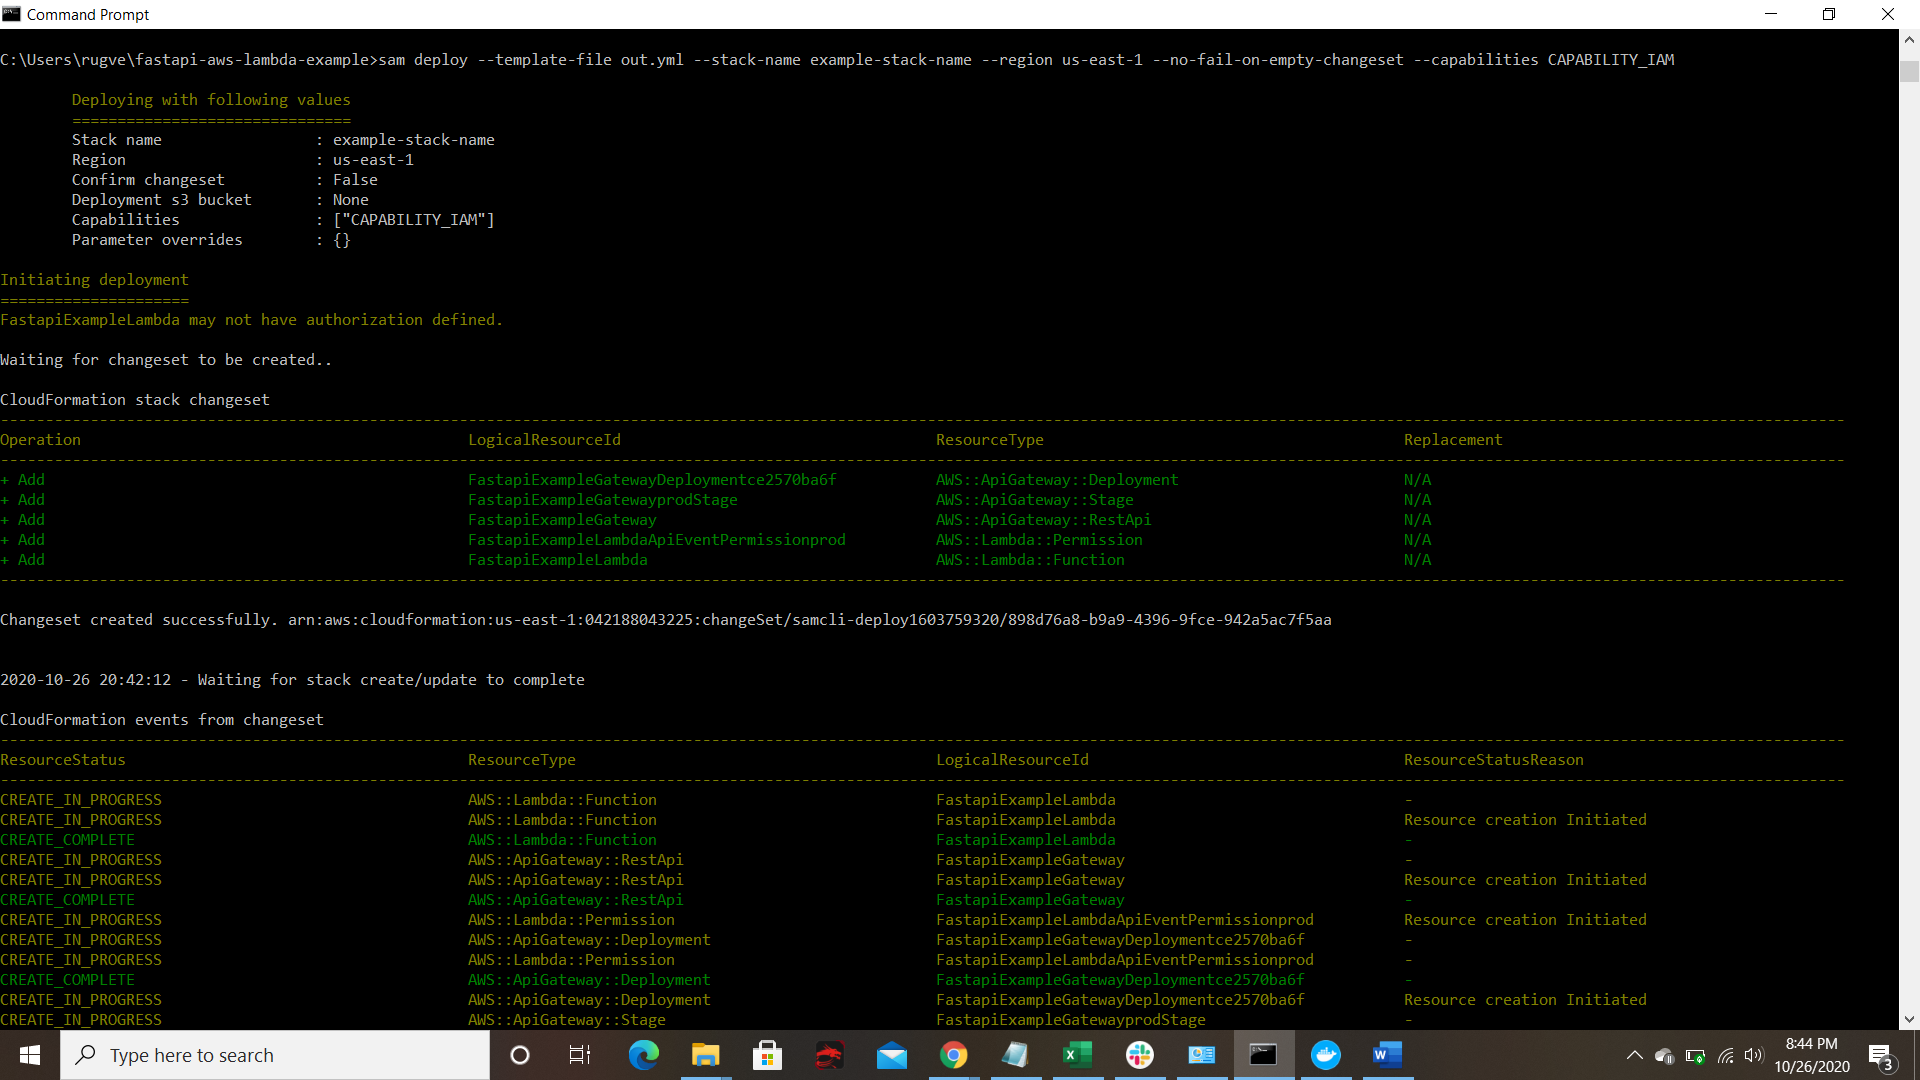 Command Prompt
C:\Users\rugve\fastapi-aws-lambda-example>sam deploy --template-file out.yml --stack-name example-stack-name --region us-east-1 --no-fail-on-empty-changeset --capabilities CAPABILITY_IAM
Deploying with following values
===============================
Stack name : example-stack-name
Region : us-east-1
Confirm changeset : False
Deployment s3 bucket : None
Capabilities : ["CAPABILITY_IAM"]
Parameter overrides : {}
Initiating deployment
=====================
FastapiExampleLambda may not have authorization defined.
Waiting for changeset to be created..
CloudFormation stack changeset
Operation LogicalResourceId ResourceType Replacement
+ Add FastapiExampleGatewayDeploymentce2570ba6f AWS::ApiGateway::Deployment N/A
+ Add FastapiExampleGatewayprodStage AWS::ApiGateway::Stage N/A
+ Add FastapiExampleGateway AWS::ApiGateway::RestApi N/A
+ Add FastapiExampleLambdaApiEventPermissionprod AWS::Lambda::Permission N/A
+ Add FastapiExampleLambda AWS::Lambda::Function N/A
Changeset created successfully. arn:aws:cloudformation:us-east-1:042188043225:changeSet/samcli-deploy1603759320/898d76a8-b9a9-4396-9fce-942a5ac7f5aa
2020-10-26 20:42:12 - Waiting for stack create/update to complete
CloudFormation events from changeset
ResourceStatus ResourceType LogicalResourceId ResourceStatusReason
CREATE_IN_PROGRESS AWS::Lambda::Function FastapiExampleLambda -
CREATE_IN_PROGRESS AWS::Lambda::Function FastapiExampleLambda Resource creation Initiated
CREATE_COMPLETE AWS::Lambda::Function FastapiExampleLambda -
CREATE_IN_PROGRESS AWS::ApiGateway::RestApi FastapiExampleGateway -
CREATE_IN_PROGRESS AWS::ApiGateway::RestApi FastapiExampleGateway Resource creation Initiated
CREATE_COMPLETE AWS::ApiGateway::RestApi FastapiExampleGateway -
CREATE_IN_PROGRESS AWS::Lambda::Permission FastapiExampleLambdaApiEventPermissionprod Resource creation Initiated
CREATE_IN_PROGRESS AWS::ApiGateway::Deployment FastapiExampleGatewayDeploymentce2570ba6f -
CREATE_IN_PROGRESS AWS::Lambda::Permission FastapiExampleLambdaApiEventPermissionprod -
CREATE_COMPLETE AWS::ApiGateway::Deployment FastapiExampleGatewayDeploymentce2570ba6f -
CREATE_IN_PROGRESS AWS::ApiGateway::Deployment FastapiExampleGatewayDeploymentce2570ba6f Resource creation Initiated
CREATE_IN_PROGRESS AWS::ApiGateway::Stage FastapiExampleGatewayprodStage -
Type here to search
8:44 PM
10/26/2020
3